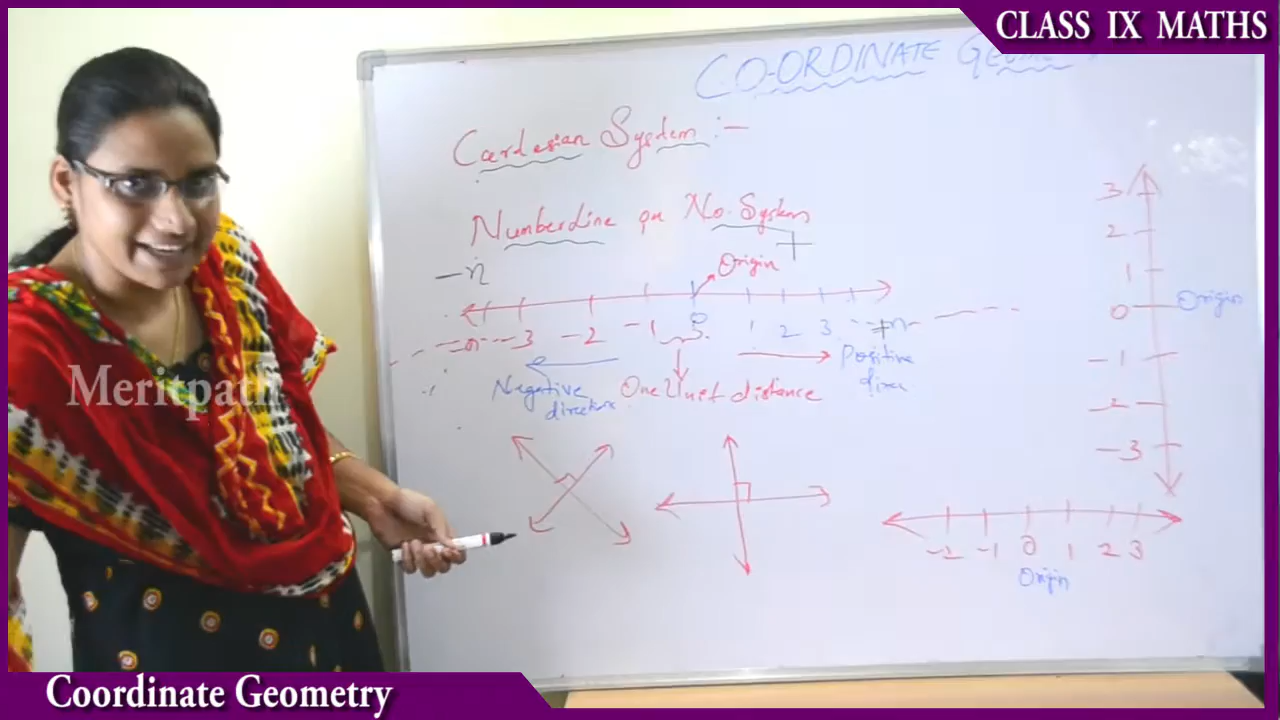 CLASS IX MATHS
CO-ORDINATE
Cartesian System :-
Numberline or No. System
+
-n
Origin
-3 -2 -1 0 1 2 3 +n
Negative
direction
One Unit distance
Positive
direc
3
2
1
0 Origin
-1
-2
-3
-2 -1 0 1 2 3
Origin
Meritpath
Meritpath
Coordinate Geometry